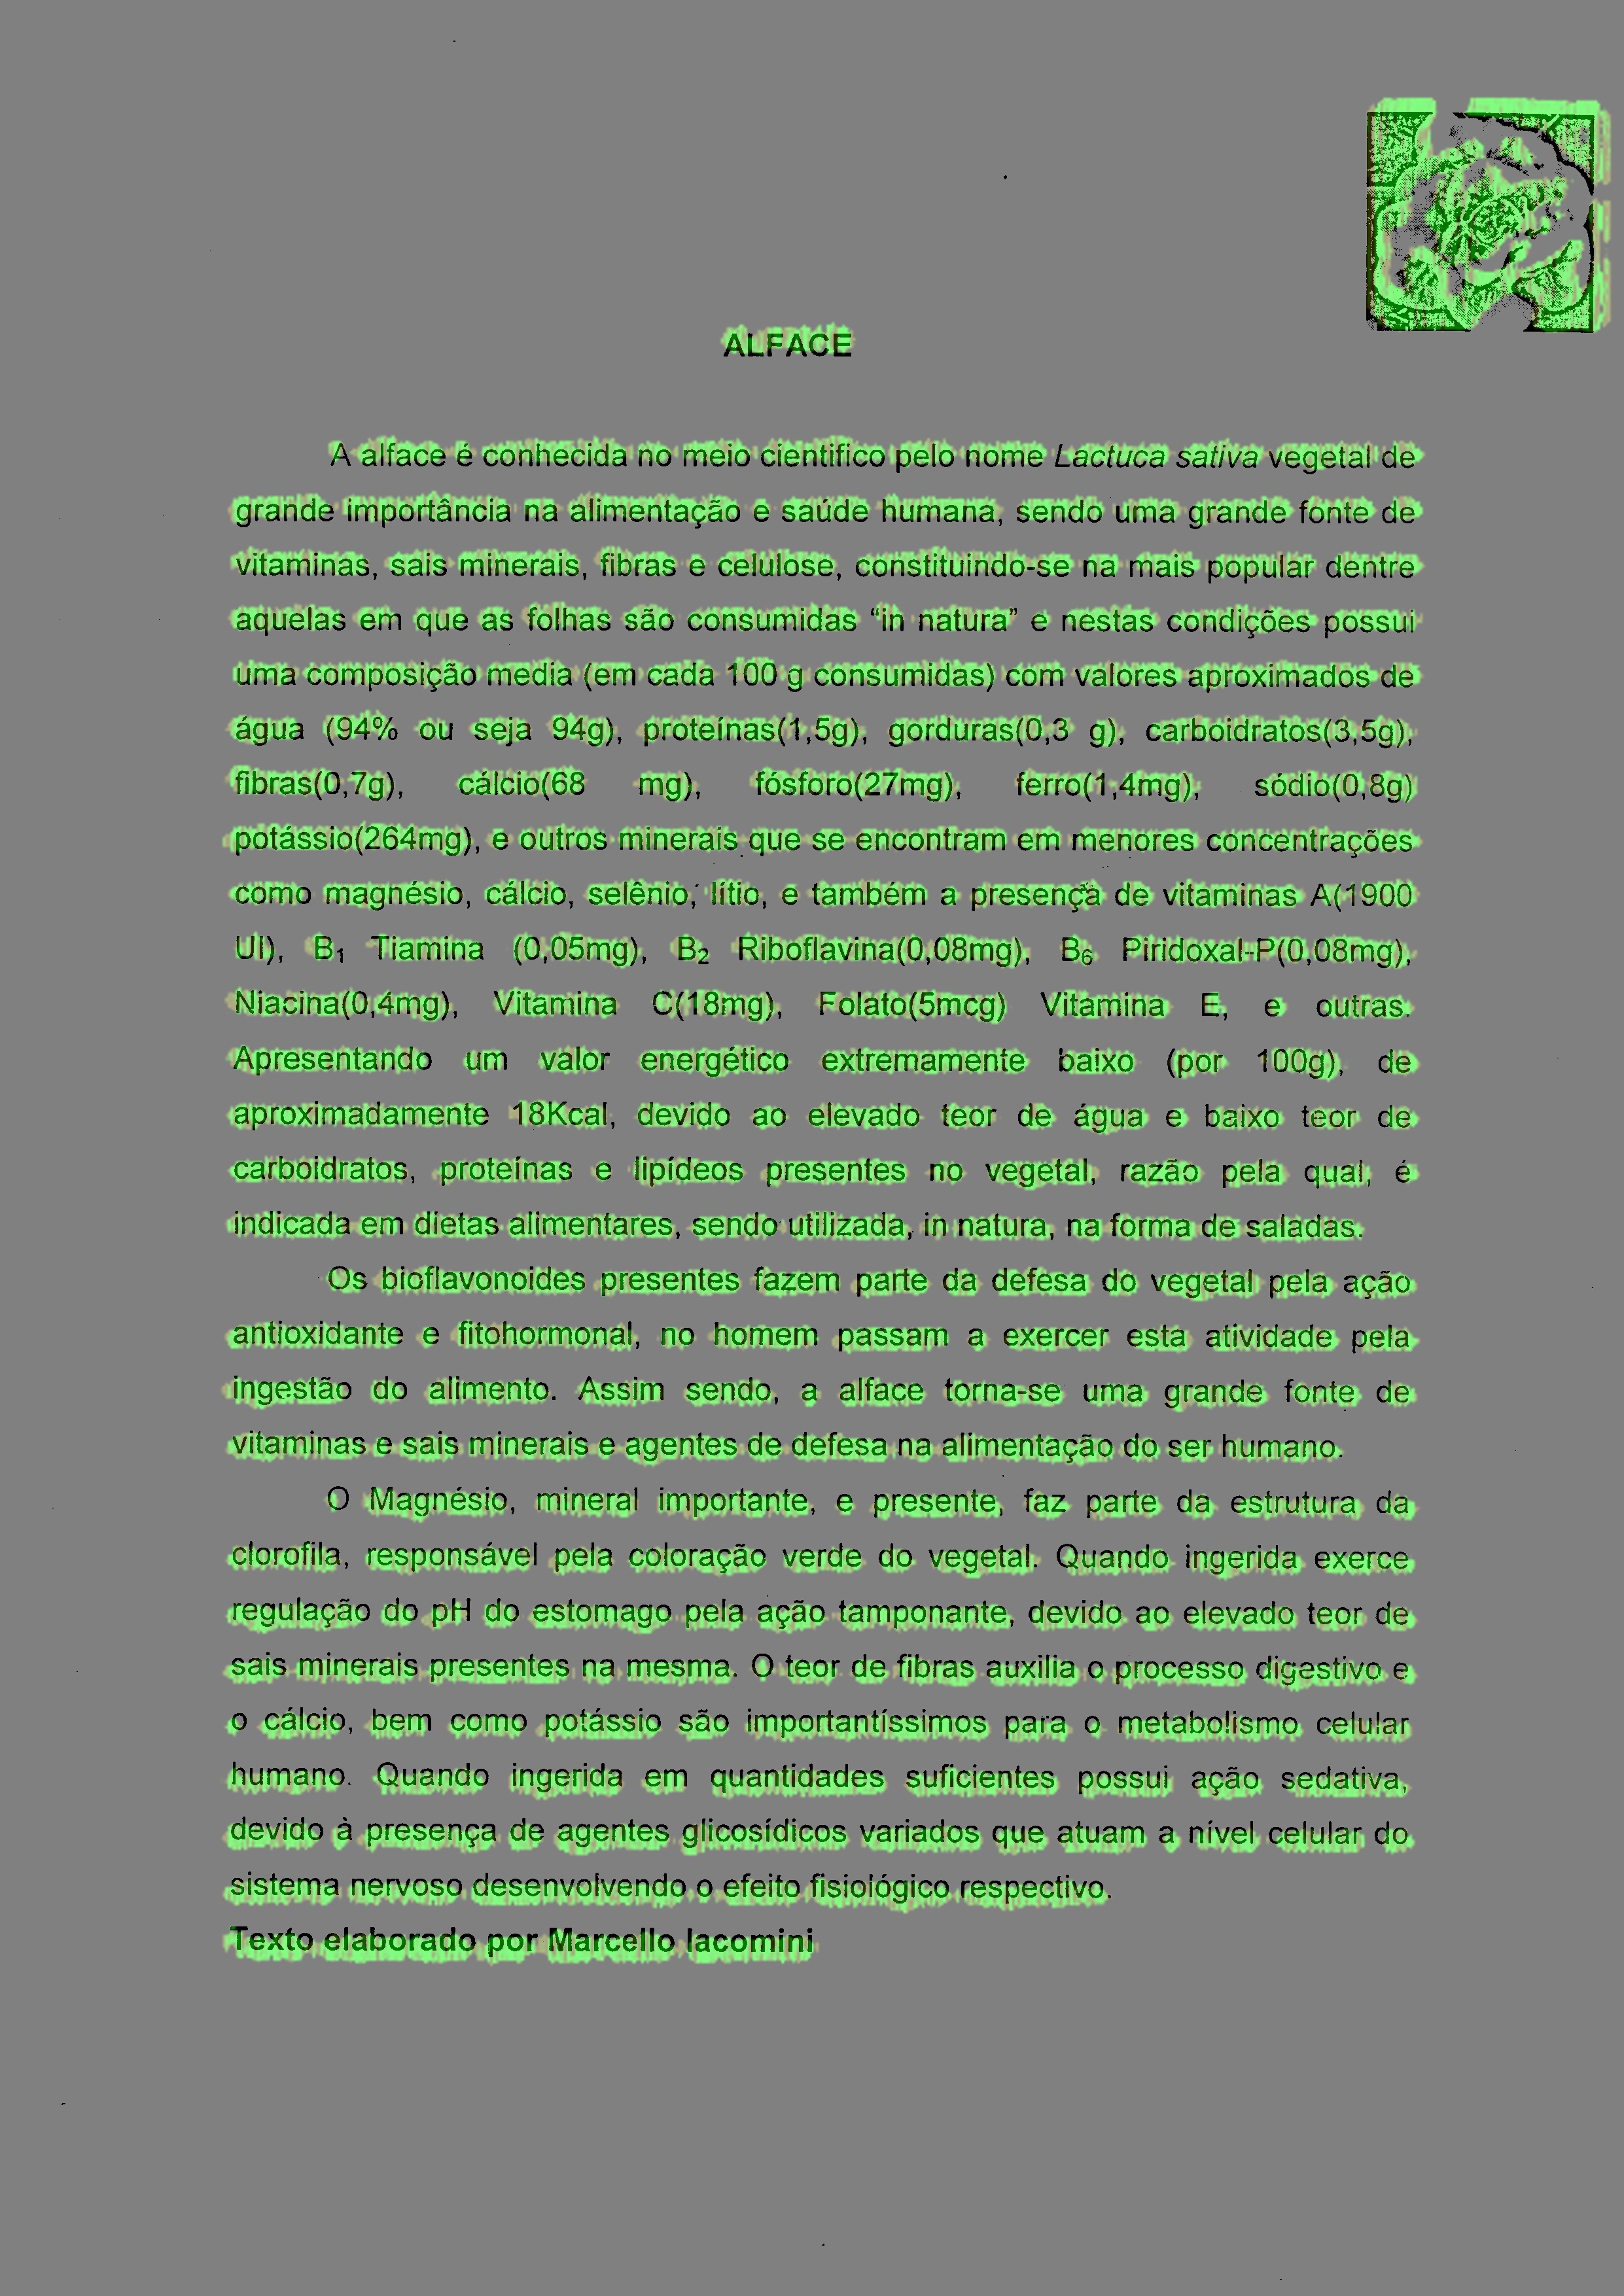 ALFACE
A alface é conhecida no meio cientifico pelo nome Lactuca sativa vegetal de
grande importância na alimentação e saúde humana, sendo uma grande fonte de
vitaminas, sais minerais, fibras e celulose, constituindo-se na mais popular dentre
aquelas em que as folhas são consumidas “in natura” e nestas condições possui
uma composição media (em cada 100 g consumidas) com valores aproximados de
água (94% ou seja 94g), proteínas(1,5g), gorduras(0,3 g), carboidratos(3,5g),
fibras(0,7g), cálcio(68 mg), fósforo(27mg), ferro(1,4mg), sódio(0,8g)
potássio(264mg), e outros minerais que se encontram em menores concentrações
como magnésio, cálcio, selênio, lítio, e também a presença de vitaminas A(1900
UI), B₁ Tiamina (0,05mg), B₂ Riboflavina(0,08mg), B₆ Piridoxal-P(0,08mg),
Niacina(0,4mg), Vitamina C(18mg), Folato(5mcg) Vitamina E, e outras.
Apresentando um valor energético extremamente baixo (por 100g), de
aproximadamente 18Kcal, devido ao elevado teor de água e baixo teor de
carboidratos, proteínas e lipídeos presentes no vegetal, razão pela qual, é
indicada em dietas alimentares, sendo utilizada, in natura, na forma de saladas.
Os bioflavonoides presentes fazem parte da defesa do vegetal pela ação
antioxidante e fitohormonal, no homem passam a exercer esta atividade pela
ingestão do alimento. Assim sendo, a alface torna-se uma grande fonte de
vitaminas e sais minerais e agentes de defesa na alimentação do ser humano.
O Magnésio, mineral importante, e presente, faz parte da estrutura da
clorofila, responsável pela coloração verde do vegetal. Quando ingerida exerce
regulação do pH do estomago pela ação tamponante, devido ao elevado teor de
sais minerais presentes na mesma. O teor de fibras auxilia o processo digestivo e
o cálcio, bem como potássio são importantíssimos para o metabolismo celular
humano. Quando ingerida em quantidades suficientes possui ação sedativa,
devido à presença de agentes glicosídicos variados que atuam a nível celular do
sistema nervoso desenvolvendo o efeito fisiológico respectivo.
Texto elaborado por Marcello Iacomini